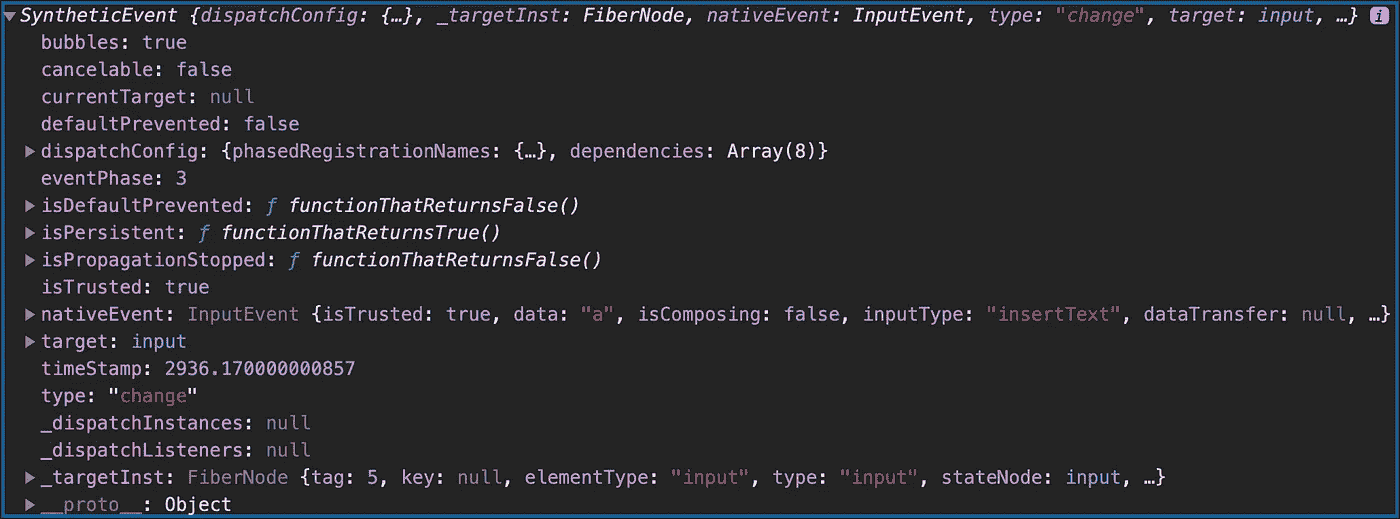 ▼SyntheticEvent {dispatchConfig: {…}, _targetInst: FiberNode, nativeEvent: InputEvent, type: "change", target: input, …} i
bubbles: true
cancelable: false
currentTarget: null
defaultPrevented: false
▶dispatchConfig: {phasedRegistrationNames: {…}, dependencies: Array(8)}
eventPhase: 3
▶isDefaultPrevented: ƒ functionThatReturnsFalse()
▶isPersistent: ƒ functionThatReturnsTrue()
▶isPropagationStopped: ƒ functionThatReturnsFalse()
isTrusted: true
▶nativeEvent: InputEvent {isTrusted: true, data: "a", isComposing: false, inputType: "insertText", dataTransfer: null, …}
▶target: input
timeStamp: 2936.170000000857
type: "change"
_dispatchInstances: null
_dispatchListeners: null
▶_targetInst: FiberNode {tag: 5, key: null, elementType: "input", type: "input", stateNode: input, …}
▶__proto__: Object